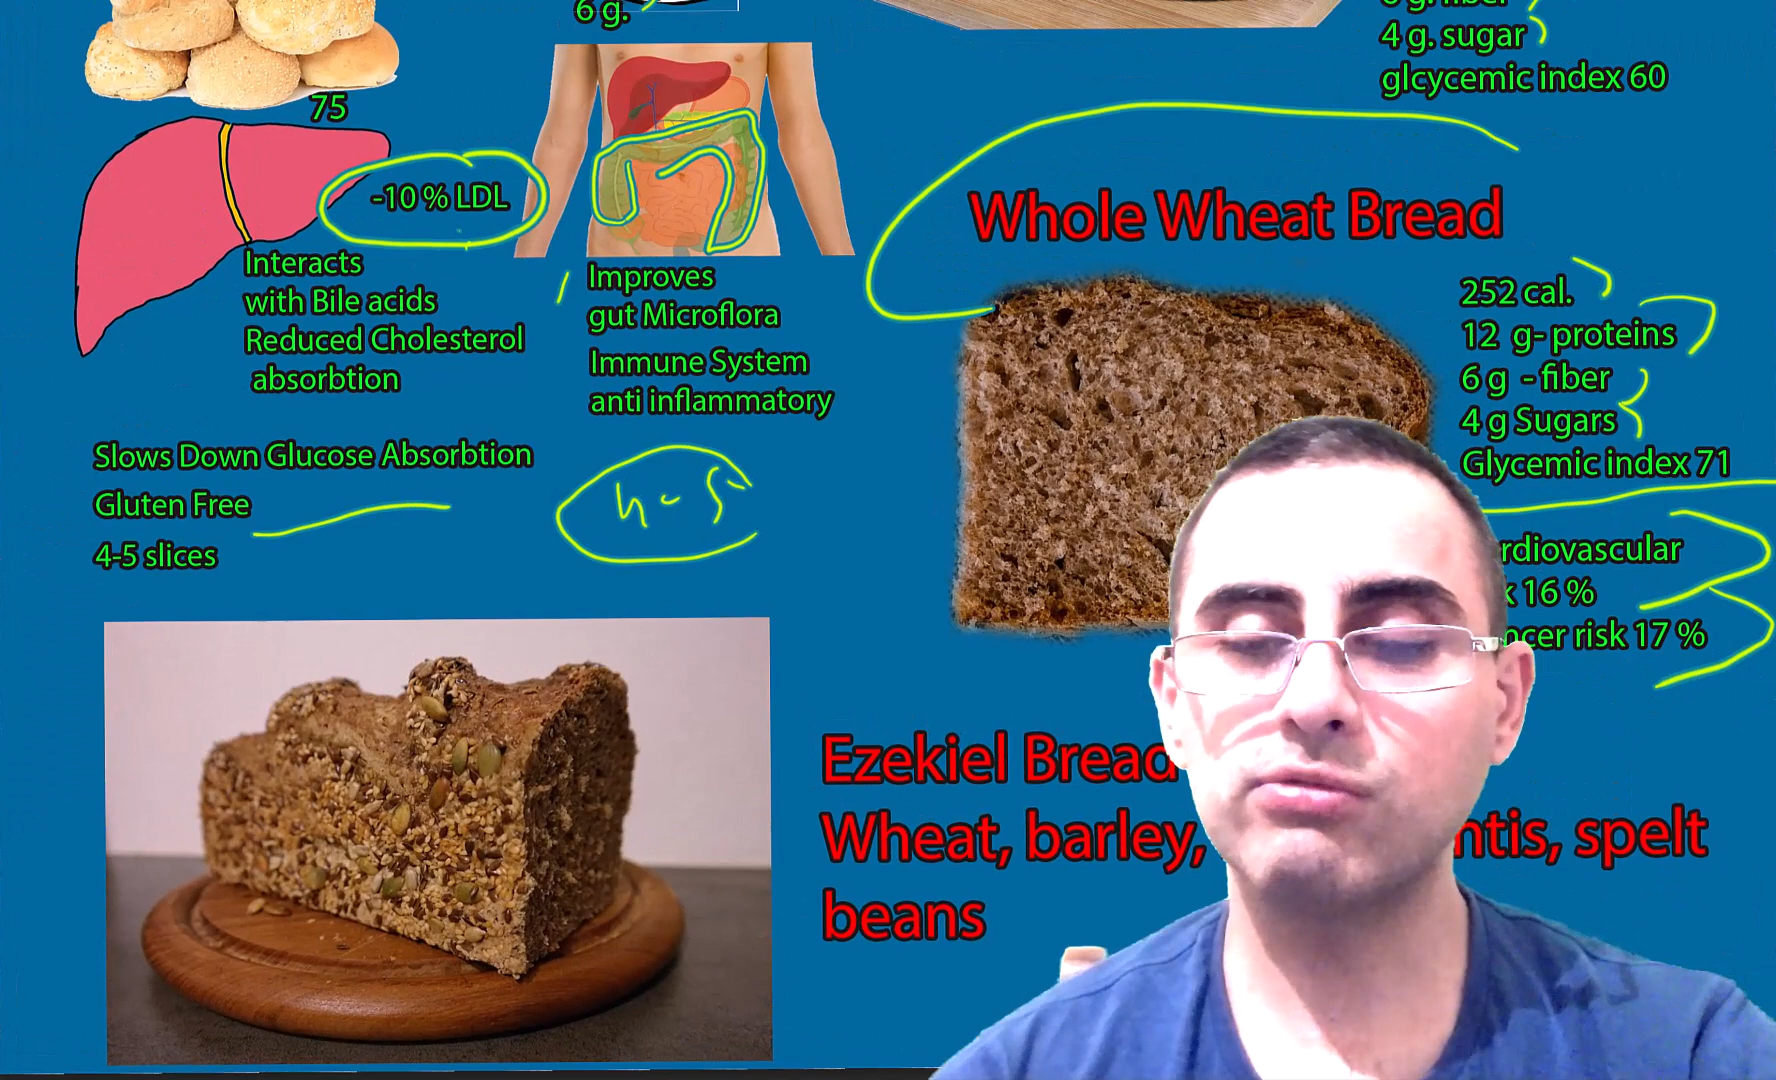 6 g.
4 g. sugar
glcycemic index 60
75
-10 % LDL
Interacts
with Bile acids
Reduced Cholesterol
absorbtion
Improves
gut Microflora
Immune System
anti inflammatory
Slows Down Glucose Absorbtion
Gluten Free
4-5 slices
Whole Wheat Bread
252 cal.
12 g- proteins
6 g - fiber
4 g Sugars
Glycemic index 71
16 %
risk 17 %
Ezekiel Bread
Wheat, barley, spelt
beans